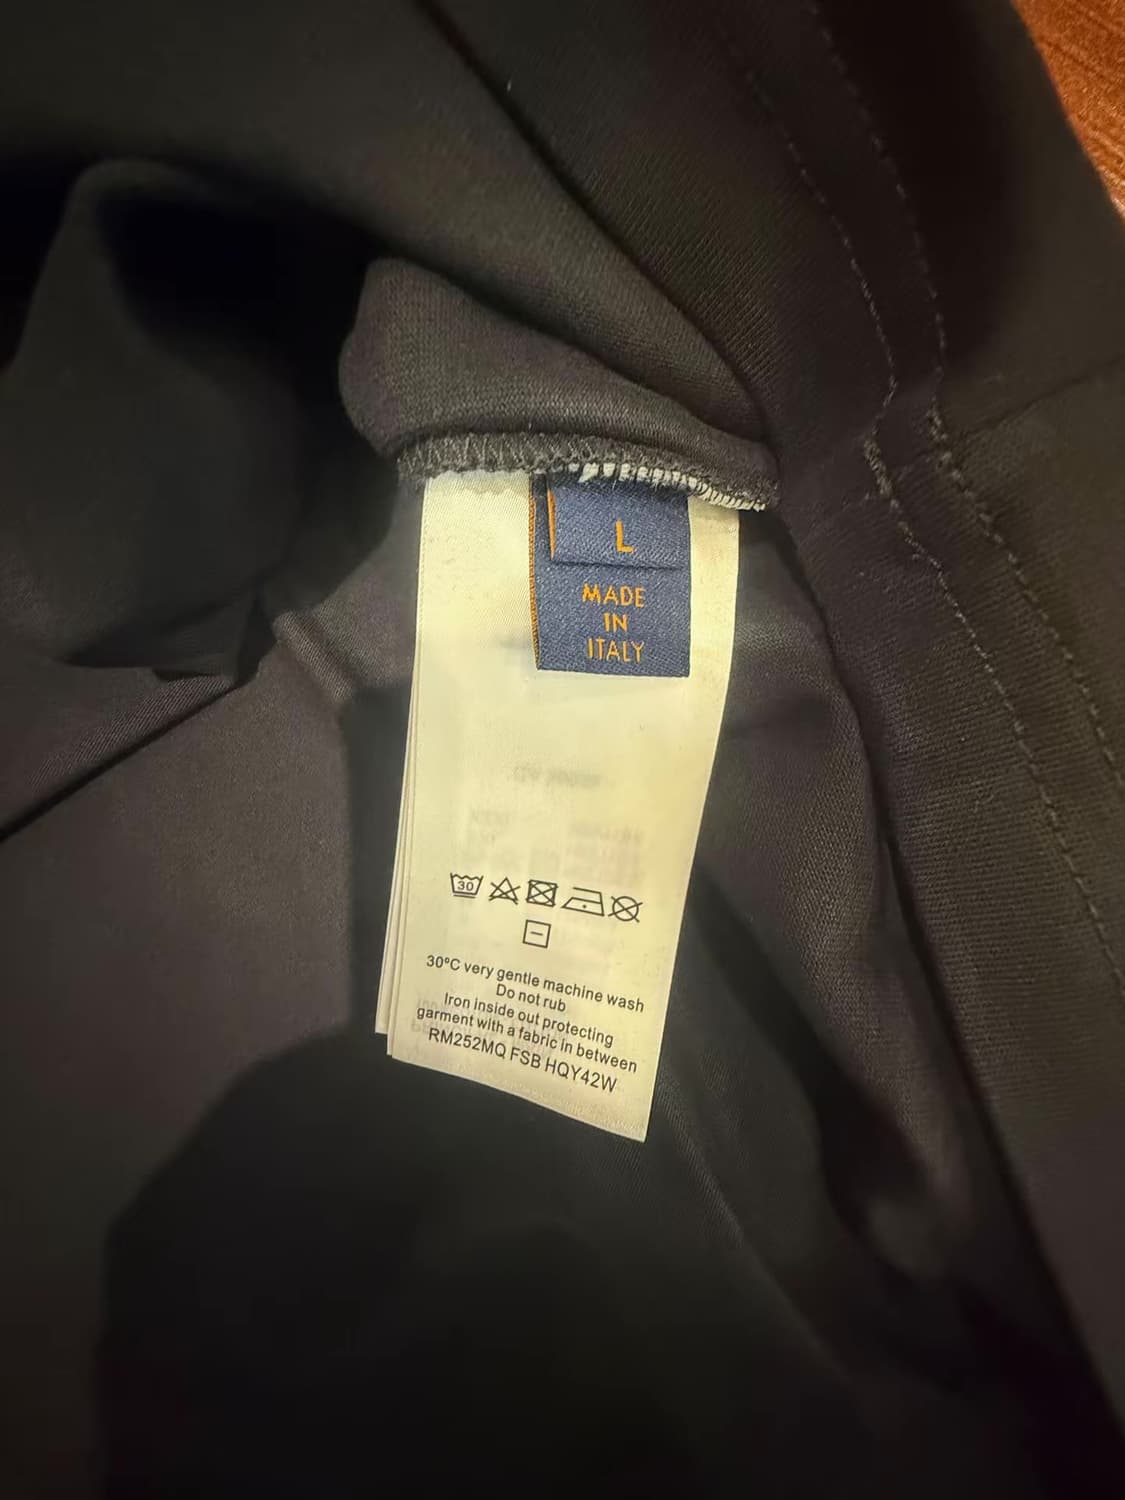 L
MADE
IN
ITALY
30
30°C very gentle machine wash
Do not rub
Iron inside out protecting
garment with a fabric in between
RM252MQ FSB HQY42W